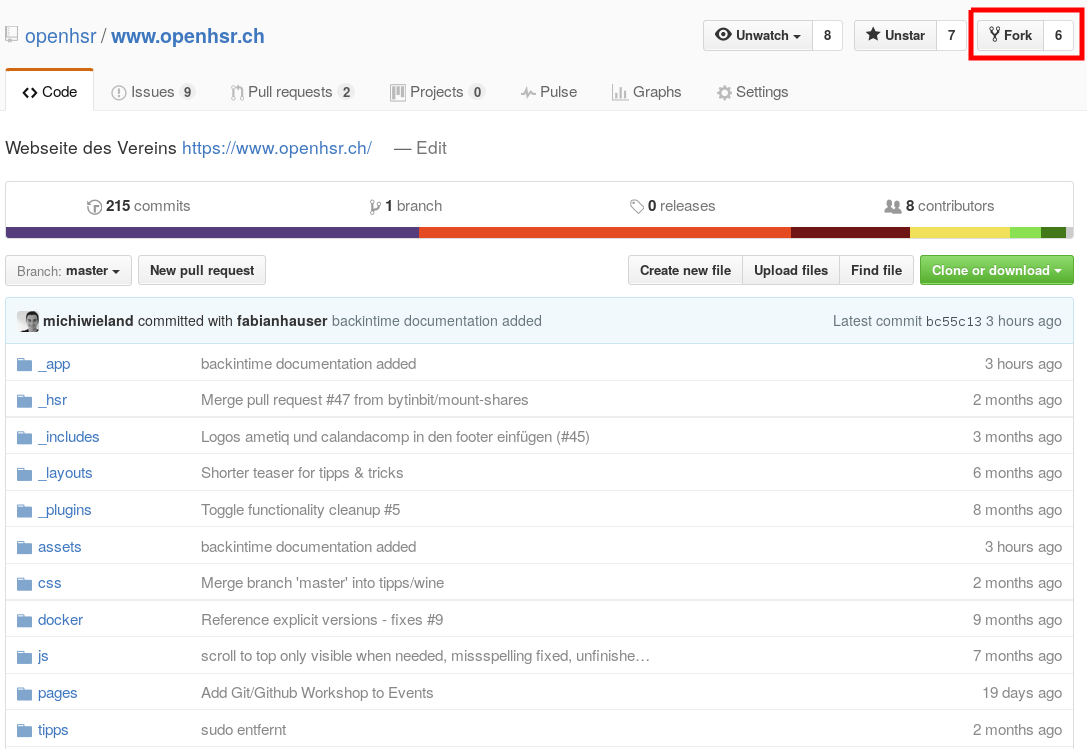 openhsr / www.openhsr.ch Unwatch 8 Unstar 7 Fork 6
Code Issues 9 Pull requests 2 Projects 0 Pulse Graphs Settings
Webseite des Vereins https://www.openhsr.ch/ — Edit
215 commits 1 branch 0 releases 8 contributors
Branch: master New pull request Create new file Upload files Find file Clone or download
michiwieland committed with fabianhauser backintime documentation added Latest commit bc55c13 3 hours ago
_app backintime documentation added 3 hours ago
_hsr Merge pull request #47 from bytinbit/mount-shares 2 months ago
_includes Logos ametiq und calandacomp in den footer einfügen (#45) 3 months ago
_layouts Shorter teaser for tipps & tricks 6 months ago
_plugins Toggle functionality cleanup #5 8 months ago
assets backintime documentation added 3 hours ago
css Merge branch 'master' into tipps/wine 2 months ago
docker Reference explicit versions - fixes #9 9 months ago
js scroll to top only visible when needed, missspelling fixed, unfinishe… 7 months ago
pages Add Git/Github Workshop to Events 19 days ago
tipps sudo entfernt 2 months ago